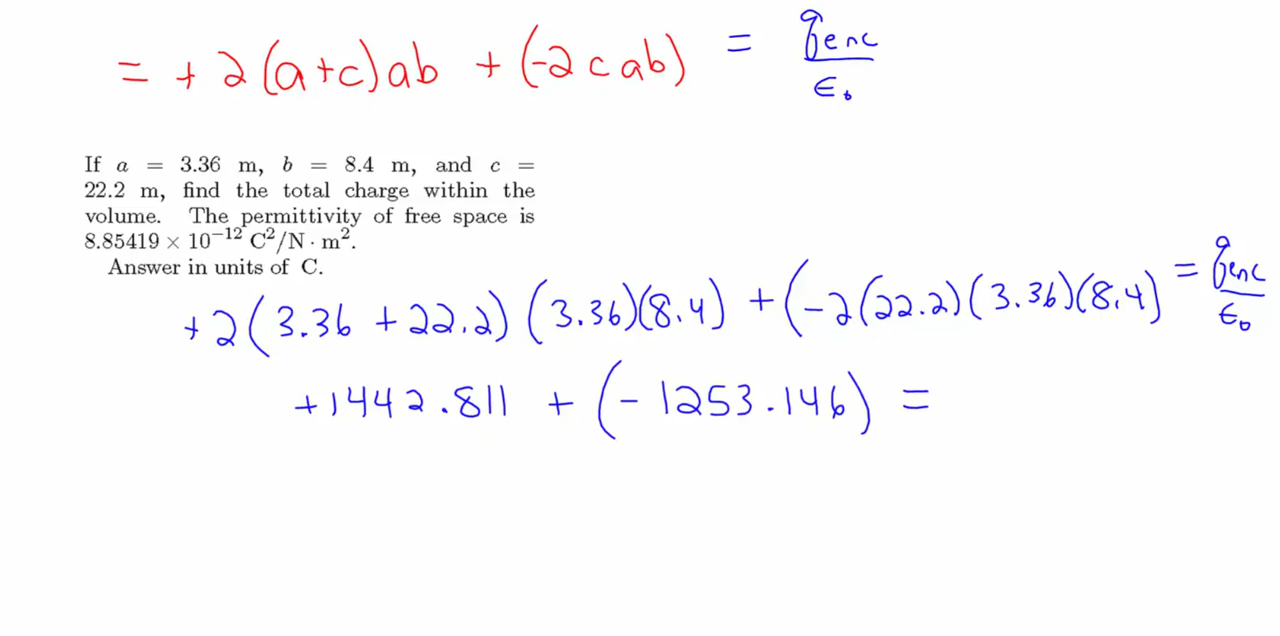 = + 2 (a+c) ab + (-2 c ab) = qenc / ϵ0
If a = 3.36 m, b = 8.4 m, and c =
22.2 m, find the total charge within the
volume. The permittivity of free space is
8.85419 × 10⁻¹² C²/N · m².
Answer in units of C.
+2 (3.36 + 22.2) (3.36)(8.4) + (-2 (22.2)(3.36)(8.4) = qenc / ϵ0
+1442.811 + (-1253.146) =